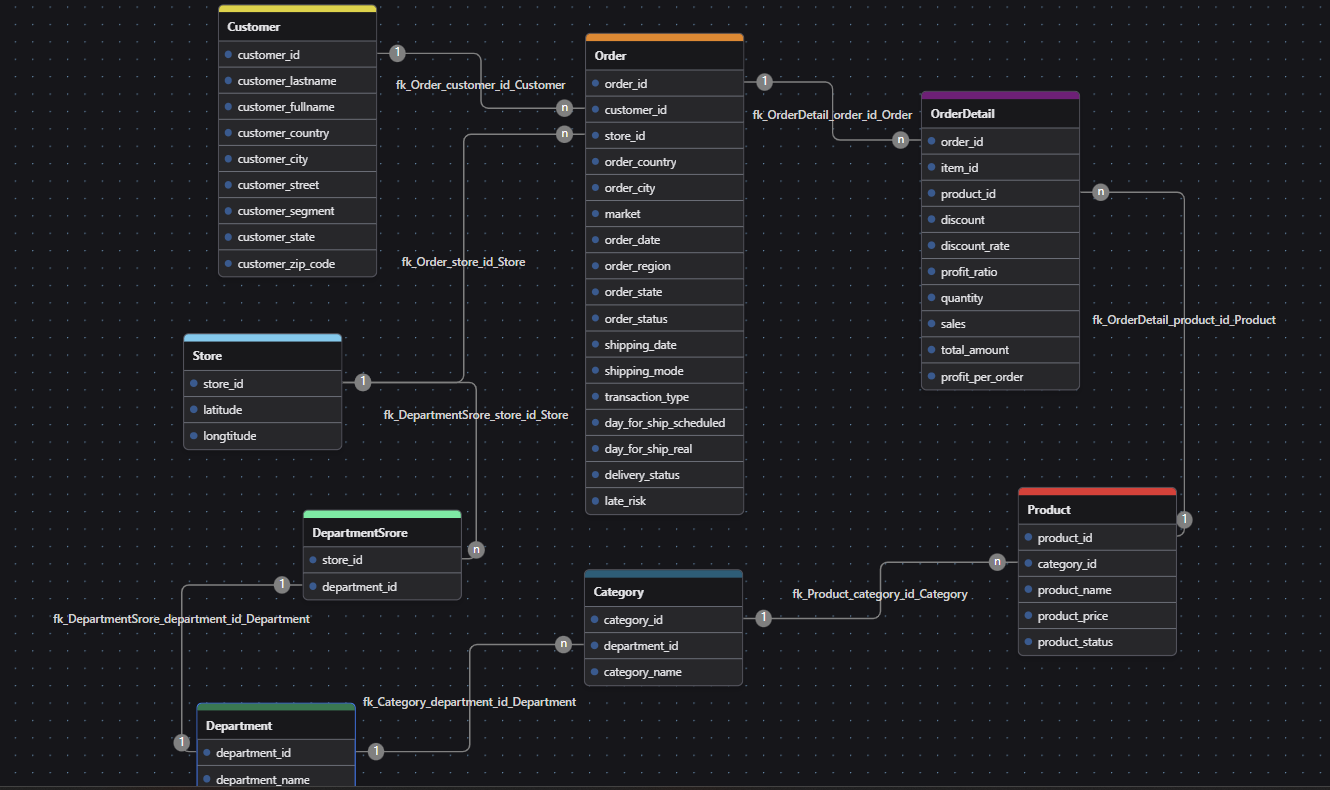 Customer
customer_id
customer_lastname
customer_fullname
customer_country
customer_city
customer_street
customer_segment
customer_state
customer_zip_code
1
fk_Order_customer_id_Customer
n
n
fk_Order_store_id_Store
Order
order_id
customer_id
store_id
order_country
order_city
market
order_date
order_region
order_state
order_status
shipping_date
shipping_mode
transaction_type
day_for_ship_scheduled
day_for_ship_real
delivery_status
late_risk
1
fk_OrderDetail_order_id_Order
n
OrderDetail
order_id
item_id
product_id
discount
discount_rate
profit_ratio
quantity
sales
total_amount
profit_per_order
n
fk_OrderDetail_product_id_Product
1
Store
store_id
latitude
longtitude
1
fk_DepartmentSrore_store_id_Store
n
DepartmentSrore
store_id
department_id
1
fk_DepartmentSrore_department_id_Department
1
Department
department_id
department_name
1
fk_Category_department_id_Department
n
Category
category_id
department_id
category_name
1
fk_Product_category_id_Category
n
Product
product_id
category_id
product_name
product_price
product_status